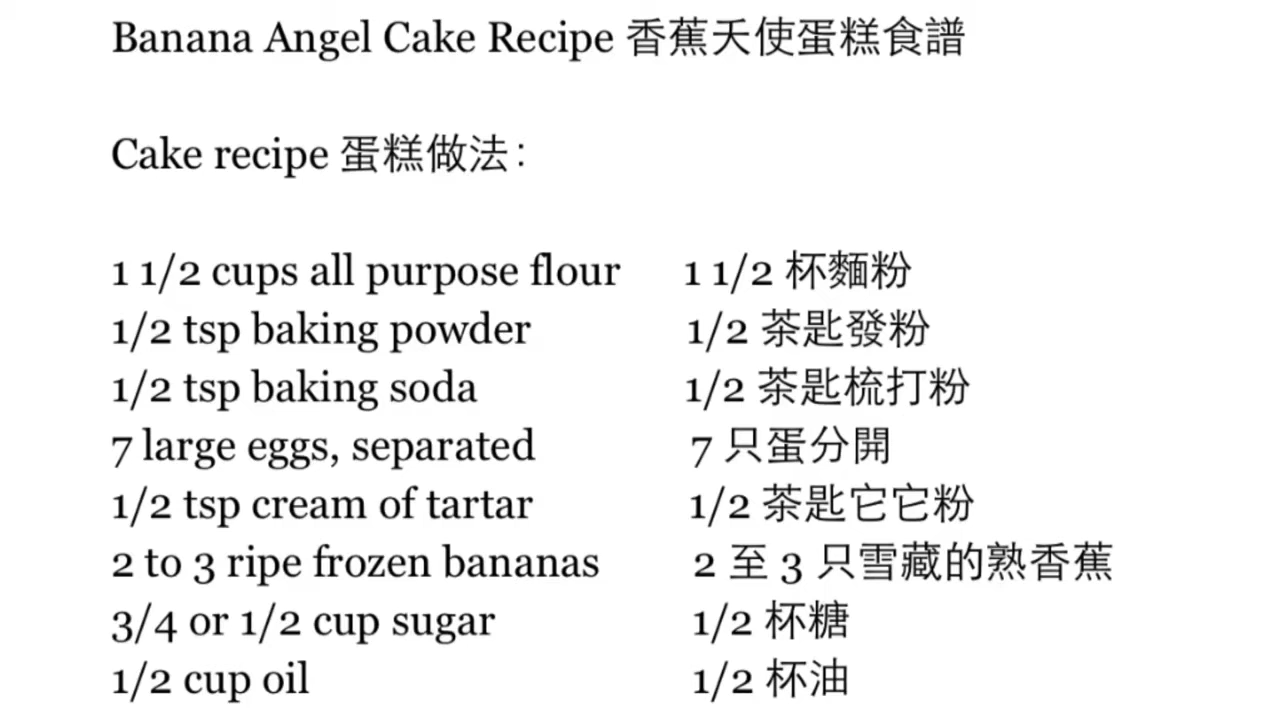 Banana Angel Cake Recipe 香蕉天使蛋糕食譜
Cake recipe 蛋糕做法：
1 1/2 cups all purpose flour 1 1/2 杯麵粉
1/2 tsp baking powder 1/2 茶匙發粉
1/2 tsp baking soda 1/2 茶匙梳打粉
7 large eggs, separated 7 只蛋分開
1/2 tsp cream of tartar 1/2 茶匙它它粉
2 to 3 ripe frozen bananas 2 至 3 只雪藏的熟香蕉
3/4 or 1/2 cup sugar 1/2 杯糖
1/2 cup oil 1/2 杯油